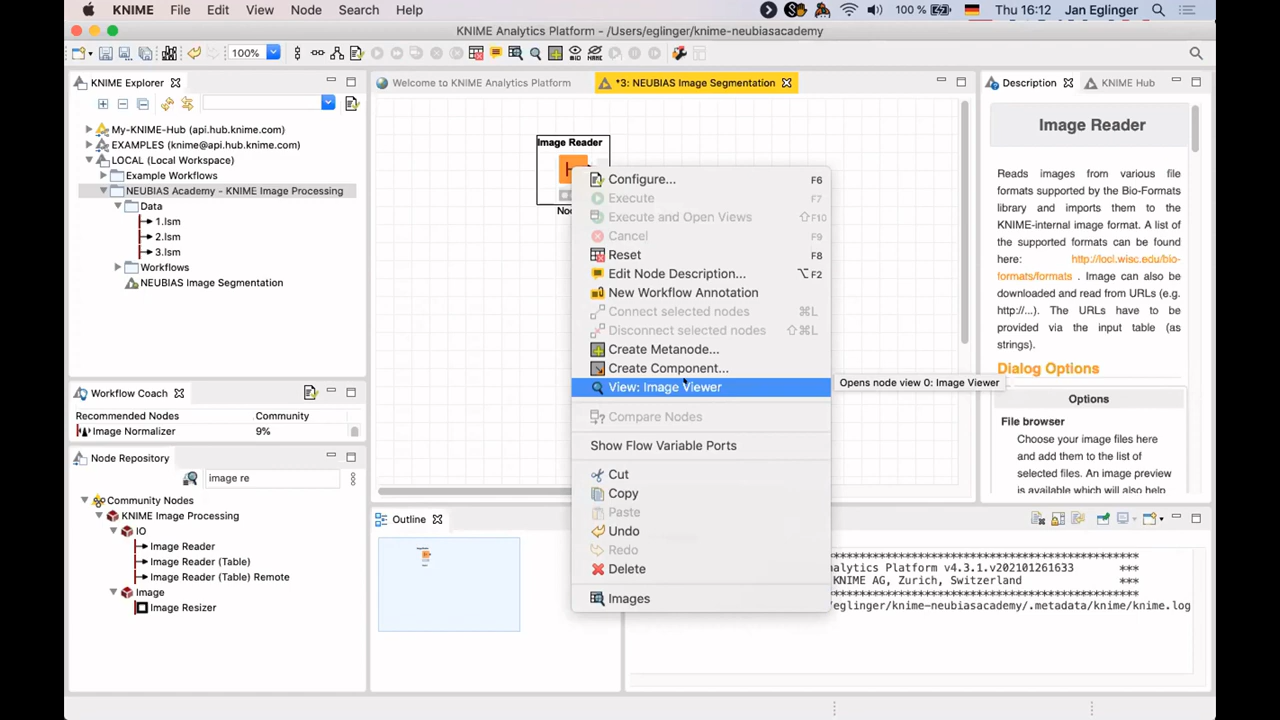 KNIME File Edit View Node Search Help 100 % Thu 16:12 Jan Eglinger
KNIME Analytics Platform - /Users/eglinger/knime-neubiasacademy
100%
KNIME Explorer
Welcome to KNIME Analytics Platform
*3: NEUBIAS Image Segmentation
Description
KNIME Hub
My-KNIME-Hub (api.hub.knime.com)
EXAMPLES (knime@api.hub.knime.com)
LOCAL (Local Workspace)
Example Workflows
NEUBIAS Academy - KNIME Image Processing
Data
1.lsm
2.lsm
3.lsm
Workflows
NEUBIAS Image Segmentation
Workflow Coach
Recommended Nodes Community
Image Normalizer 9%
Node Repository
image re
Community Nodes
KNIME Image Processing
IO
Image Reader
Image Reader (Table)
Image Reader (Table) Remote
Image
Image Resizer
Image Reader
Configure... F6
Execute F7
Execute and Open Views ⇧F10
Cancel F9
Reset F8
Edit Node Description... ⌥F2
New Workflow Annotation
Connect selected nodes ⌘L
Disconnect selected nodes ⇧⌘L
Create Metanode...
Create Component...
View: Image Viewer
Opens node view 0: Image Viewer
Compare Nodes
Show Flow Variable Ports
Cut
Copy
Paste
Undo
Redo
Delete
Images
Outline
Image Reader
Reads images from various file
formats supported by the Bio-Formats
library and imports them to the
KNIME-internal image format. A list of
the supported formats can be found
here: http://loci.wisc.edu/bio-
formats/formats . Image can also be
downloaded and read from URLs (e.g.
http://...). The URLs have to be
provided via the input table (as
strings).
Dialog Options
Options
File browser
Choose your image files here
and add them to the list of
selected files. An image preview
is available which will also help
***********************************************
alytics Platform v4.3.1.v202101261633 ***
KNIME AG, Zurich, Switzerland ***
***********************************************
/eglinger/knime-neubiasacademy/.metadata/knime/knime.log